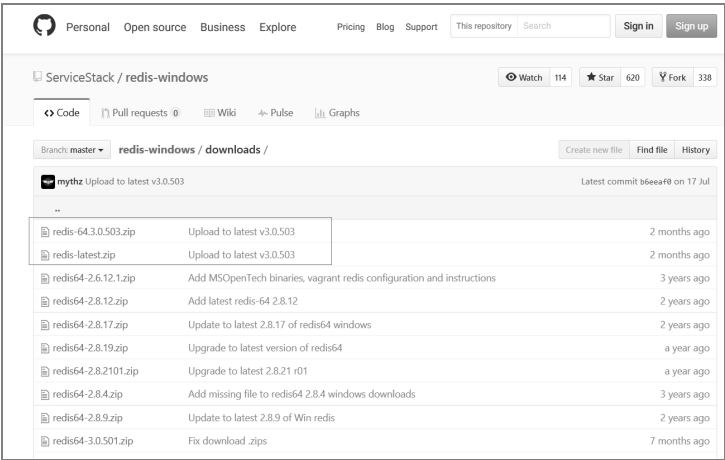 Personal Open source Business Explore Pricing Blog Support This repository Search Sign in Sign up
ServiceStack / redis-windows Watch 114 Star 620 Fork 338
Code Pull requests 0 Wiki Pulse Graphs
Branch: master redis-windows / downloads / Create new file Find file History
mythz Upload to latest v3.0.503 Latest commit b6eeaf0 on 17 Jul
..
redis-64.3.0.503.zip Upload to latest v3.0.503 2 months ago
redis-latest.zip Upload to latest v3.0.503 2 months ago
redis64-2.6.12.1.zip Add MSOpenTech binaries, vagrant redis configuration and instructions 3 years ago
redis64-2.8.12.zip Add latest redis-64 2.8.12 2 years ago
redis64-2.8.17.zip Update to latest 2.8.17 of redis64 windows 2 years ago
redis64-2.8.19.zip Upgrade to latest version of redis64 a year ago
redis64-2.8.2101.zip Upgrade to latest 2.8.21 r01 a year ago
redis64-2.8.4.zip Add missing file to redis64 2.8.4 windows downloads 3 years ago
redis64-2.8.9.zip Update to latest 2.8.9 of Win redis 2 years ago
redis64-3.0.501.zip Fix download .zips 7 months ago